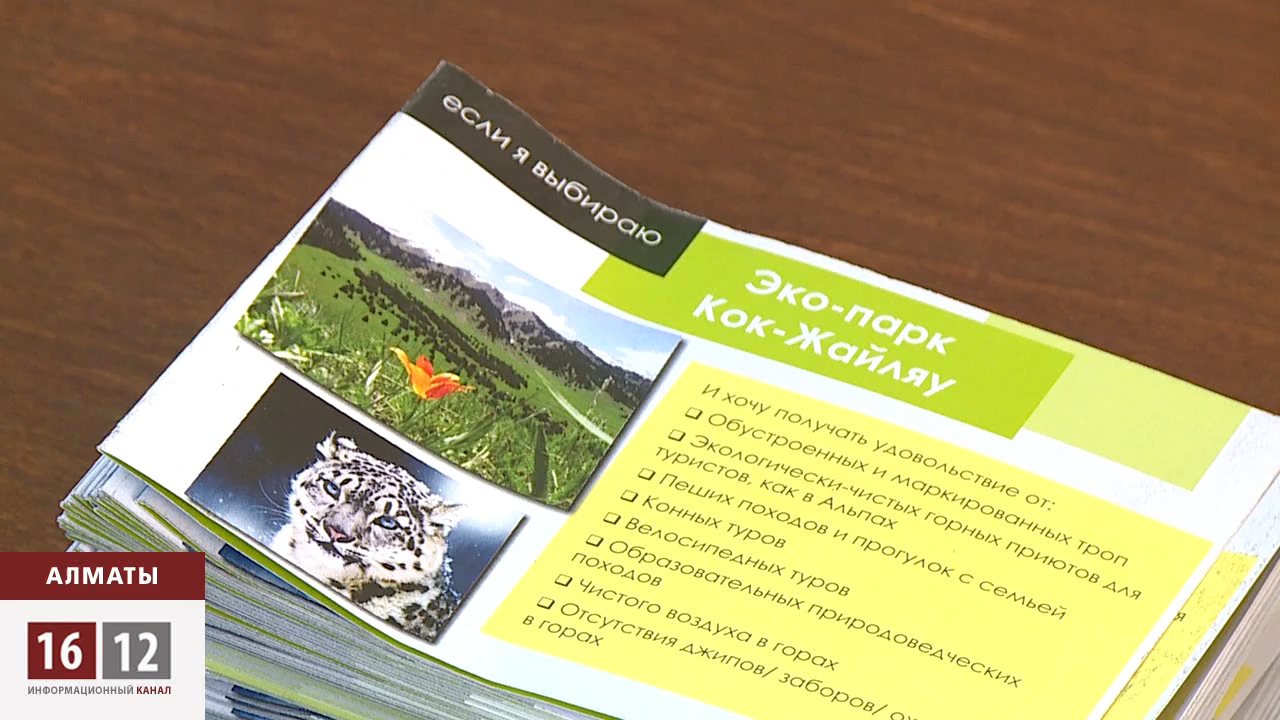 если я выбираю
Эко-парк
Кок-Жайляу
И хочу получать удовольствие от:
❑ Обустроенных и маркированных троп
❑ Экологически-чистых горных приютов для
туристов, как в Альпах
❑ Пеших походов и прогулок с семьей
❑ Конных туров
❑ Велосипедных туров
❑ Образовательных природоведческих
походов
❑ Чистого воздуха в горах
❑ Отсутствия джипов/ заборов/
в горах
АЛМАТЫ
16 12
ИНФОРМАЦИОННЫЙ КАНАЛ